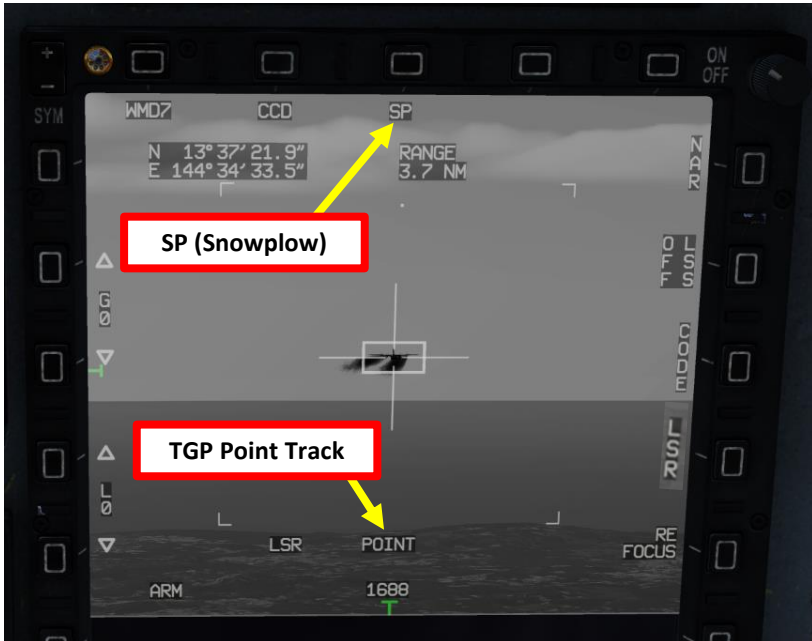 +
ON
OFF
-
SYM
WMD7
CCD
SP
N 13°37'21.9"
E 144°34'33.5"
RANGE
3.7 NM
NAR
SP (Snowplow)
OFF
LSS
G
0
CODE
TGP Point Track
LSR
L
0
LSR
POINT
RE
FOCUS
ARM
1688